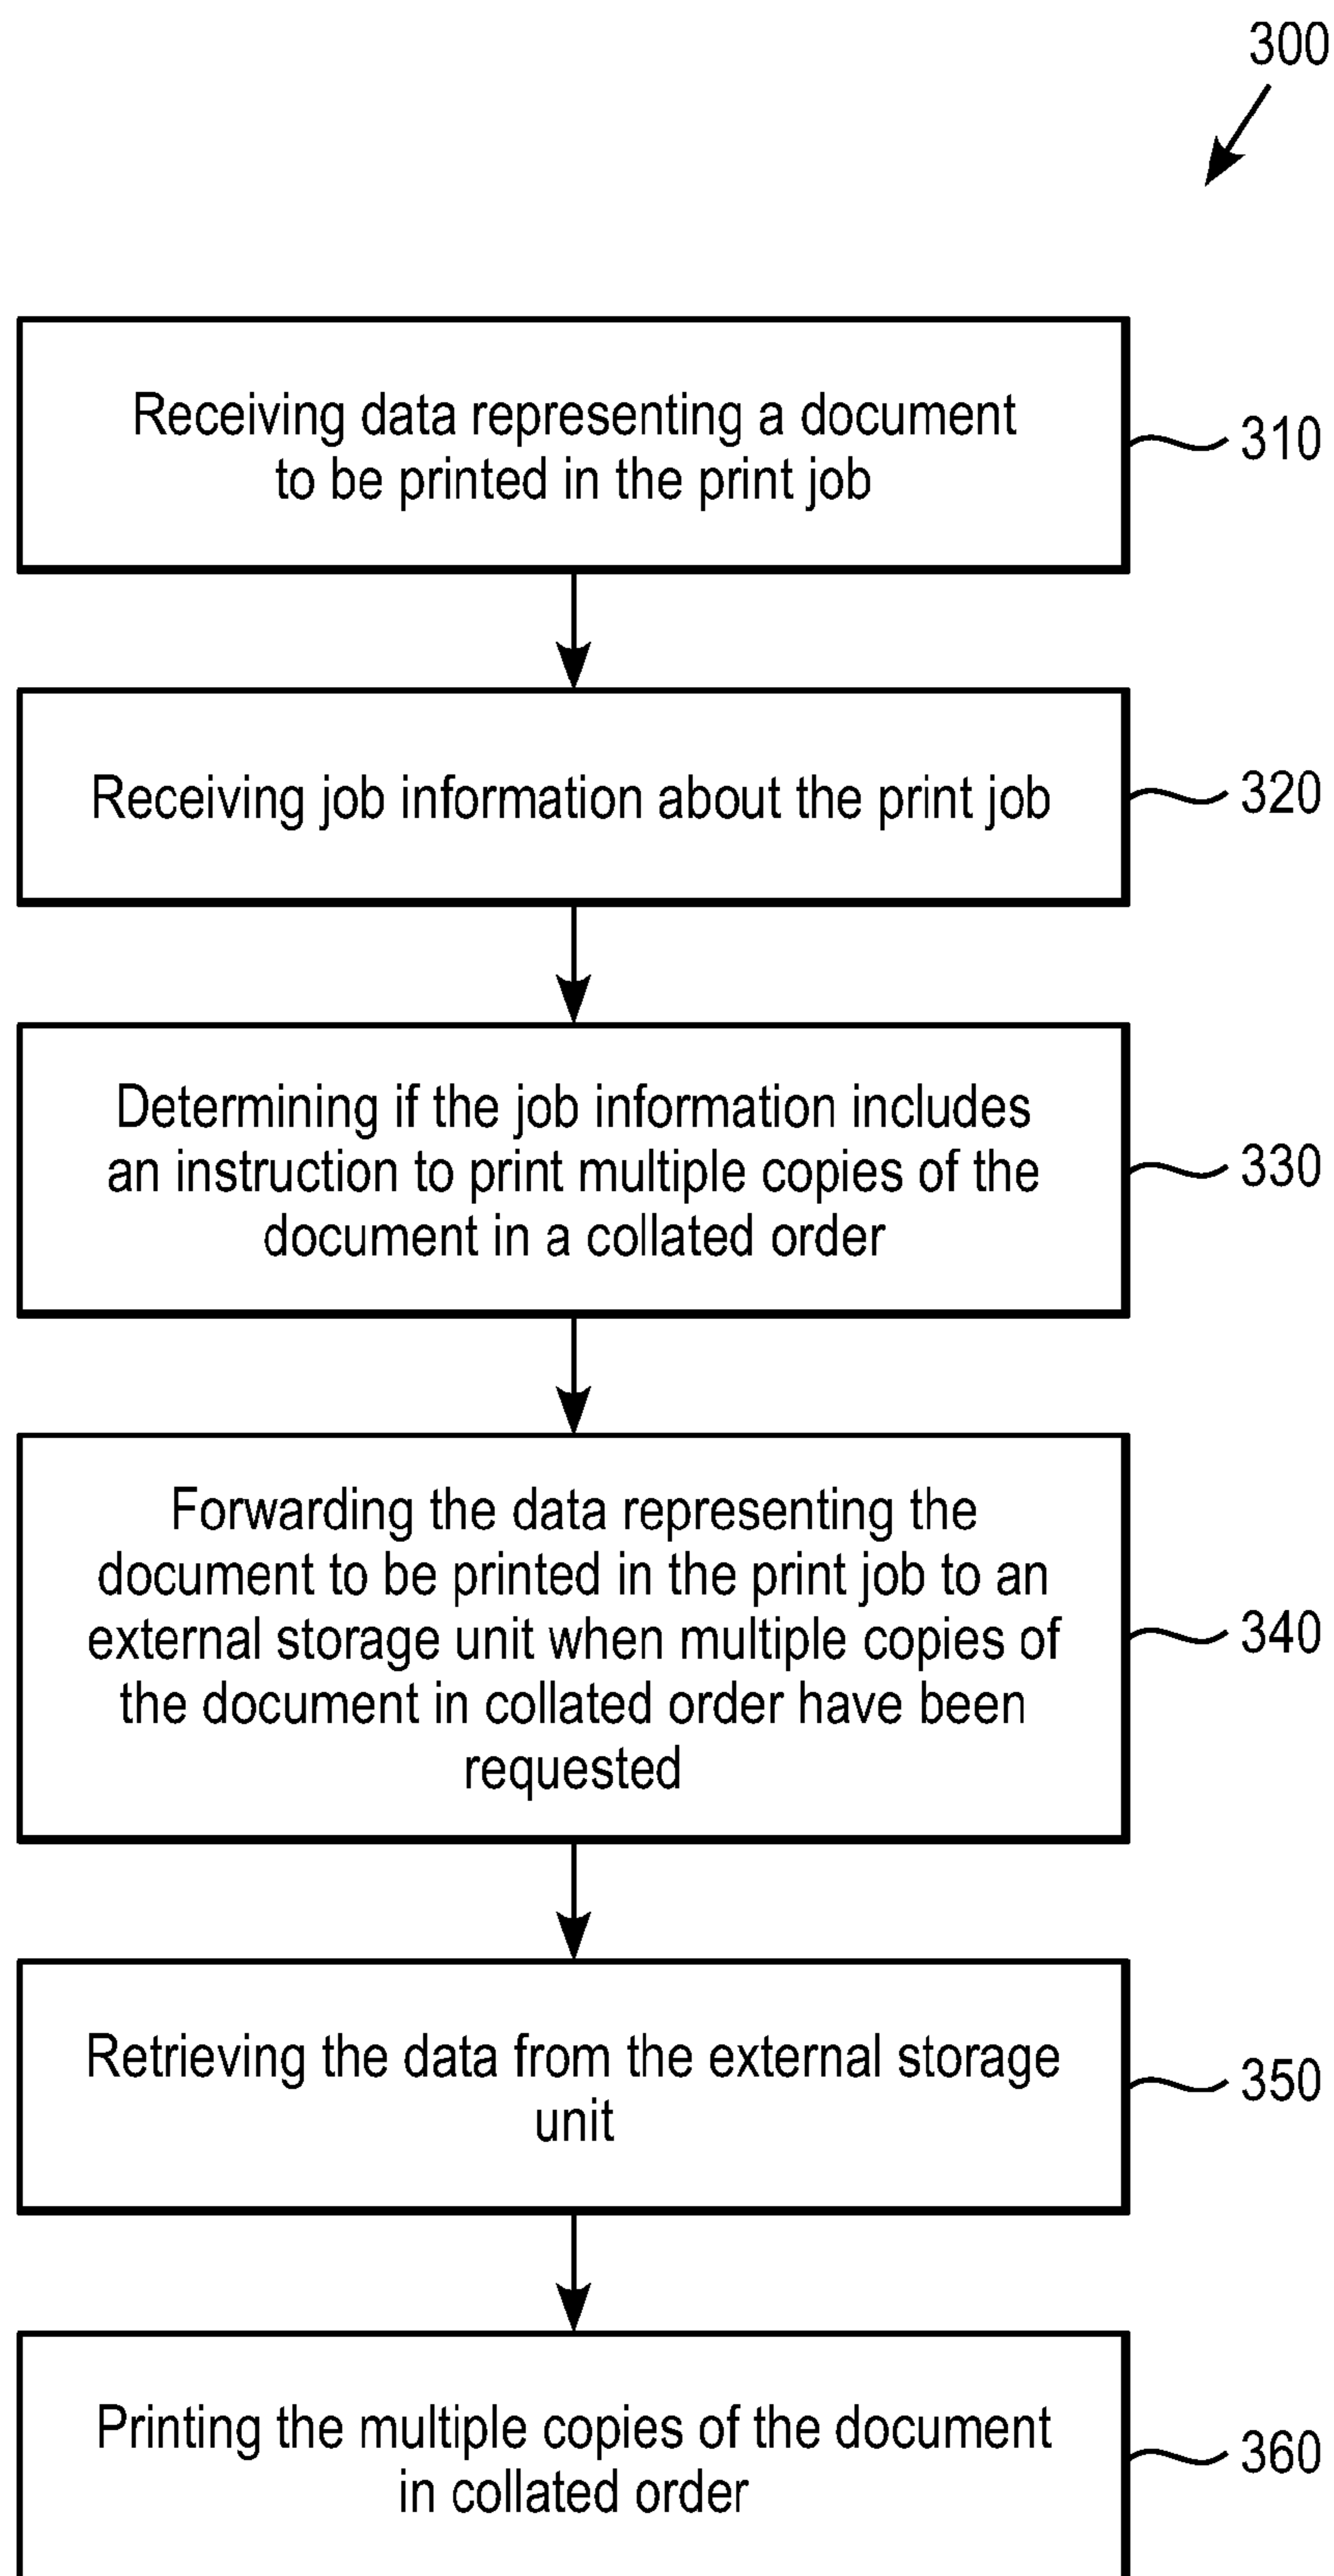 300
Receiving data representing a document
to be printed in the print job
310
Receiving job information about the print job
320
Determining if the job information includes
an instruction to print multiple copies of the
document in a collated order
330
Forwarding the data representing the
document to be printed in the print job to an
external storage unit when multiple copies of
the document in collated order have been
requested
340
Retrieving the data from the external storage
unit
350
Printing the multiple copies of the document
in collated order
360